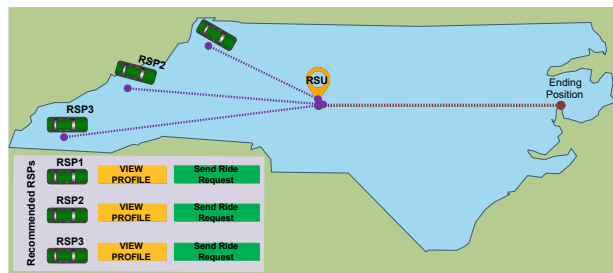 RSP2
RSU
Ending
Position
RSP3
Recommended RSPs
RSP1
VIEW
PROFILE
Send Ride
Request
RSP2
VIEW
PROFILE
Send Ride
Request
RSP3
VIEW
PROFILE
Send Ride
Request